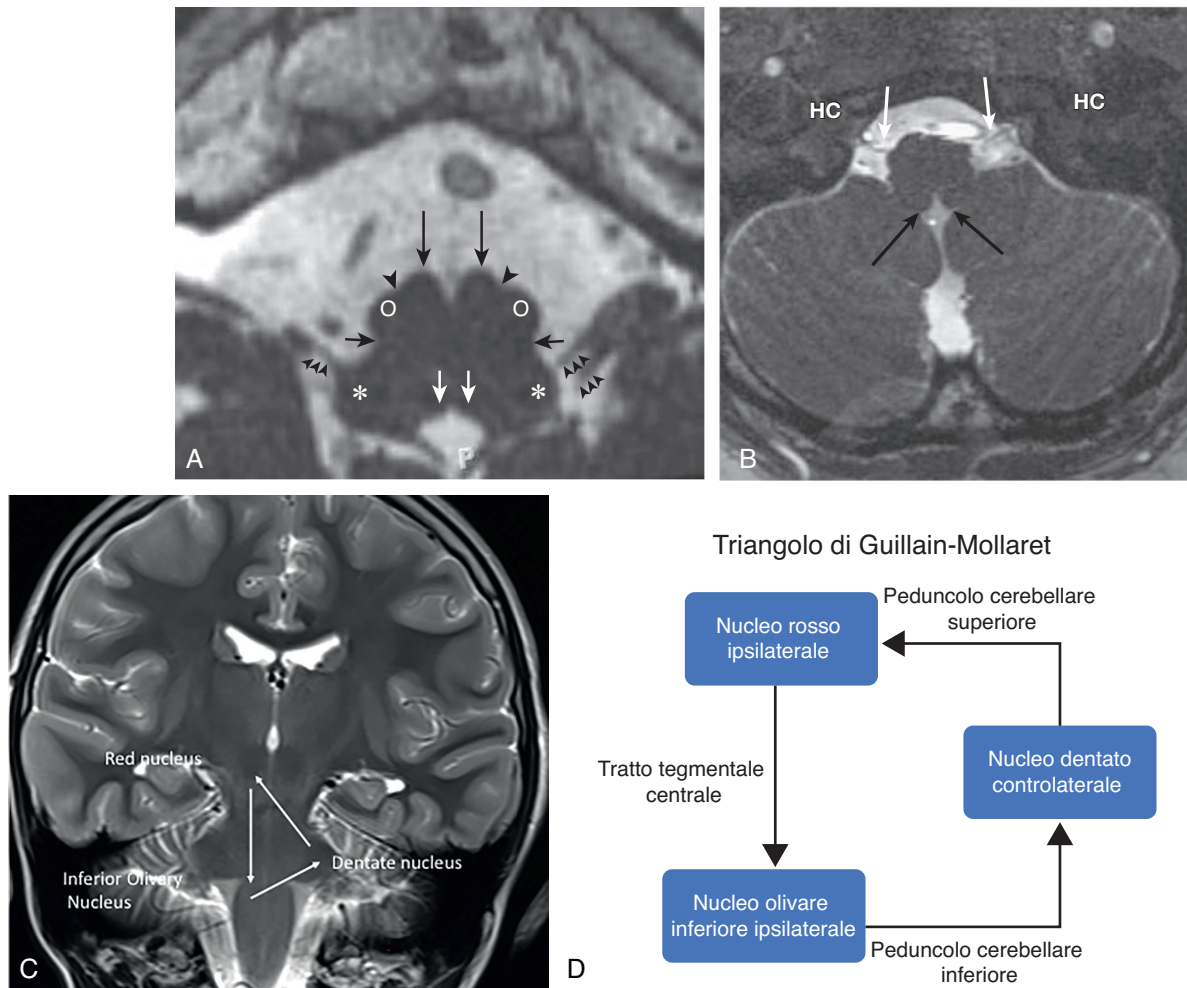 O O
* *
P
A
HC HC
B
Red nucleus
Dentate nucleus
Inferior Olivary
Nucleus
C
Triangolo di Guillain-Mollaret
Peduncolo cerebellare
superiore
Nucleo rosso
ipsilaterale
Tratto tegmentale
centrale
Nucleo dentato
controlaterale
Nucleo olivare
inferiore ipsilaterale
Peduncolo cerebellare
inferiore
D